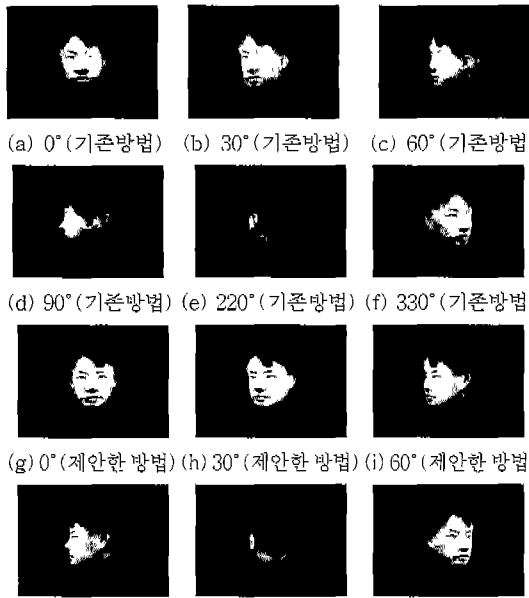 (a) 0°(기존방법) (b) 30°(기존방법) (c) 60°(기존방법
(d) 90°(기존방법) (e) 220°(기존방법) (f) 330°(기존방법
(g) 0°(제안한 방법) (h) 30°(제안한 방법) (i) 60°(제안한 방법